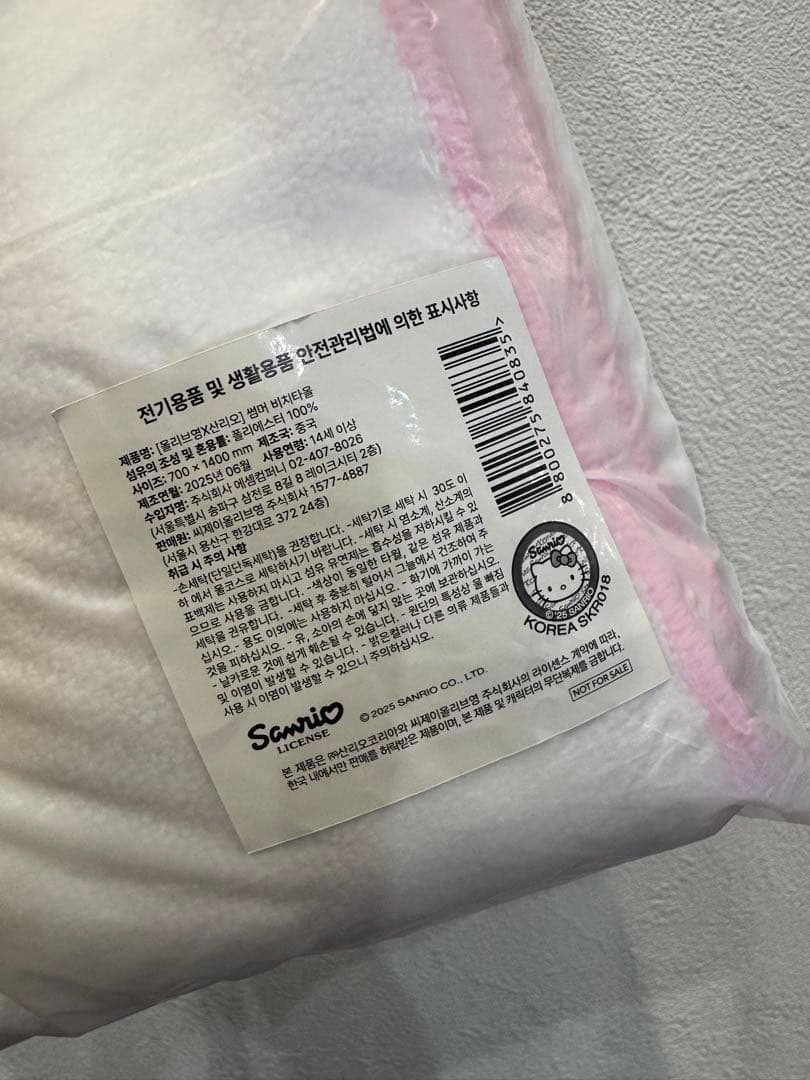 전기용품 및 생활용품 안전관리법에 의한 표시사항
제품명: [올리브영X산리오] 썸머 비치타올
섬유의 조성 및 혼용률: 폴리에스터 100%
사이즈: 700 x 1400 mm 제조국: 중국
제조연월: 2025년 06월 사용연령: 14세 이상
수입자명: 주식회사 에셀컴퍼니 02-407-8026
(서울특별시 송파구 삼전로 8길 8 레이크시티 2층)
판매원: 씨제이올리브영 주식회사 1577-4887
(서울시 용산구 한강대로 372 24층)
취급 시 주의 사항
-손세탁(단일단독세탁)을 권장합니다. -세탁기로 세탁 시 30도 이
하 에서 울코스로 세탁하시기 바랍니다. -세탁 시 염소계, 산소계의
표백제는 사용하지 마시고 섬유 유연제는 흡수성을 저하시킬 수 있
으므로 사용을 금합니다. -색상이 동일한 타월, 같은 섬유 제품과
세탁을 권유합니다. -세탁 후 충분히 털어서 그늘에서 건조하여 주
십시오.- 용도 이외에는 사용하지 마십시오. - 화기에 가까이 가는
것을 피하십시오. - 유, 소아의 손에 닿지 않는 곳에 보관하십시오.
- 날카로운 것에 쉽게 훼손될 수 있습니다. - 원단의 특성상 물 빠짐
및 이염이 발생할 수 있습니다. - 밝은컬러나 다른 의류 제품들과
사용 시 이염이 발생할 수 있으니 주의하십시오.
8 800275 840835 >
Sanrio
©'25 SANRIO
KOREA SKR018
Sanrio
LICENSE
© 2025 SANRIO CO., LTD.
NOT FOR SALE
본 제품은 ㈜산리오코리아와 씨제이올리브영 주식회사의 라이센스 계약에 따라,
한국 내에서만 판매를 허락받은 제품이며, 본 제품 및 캐릭터의 무단복제를 금합니다.